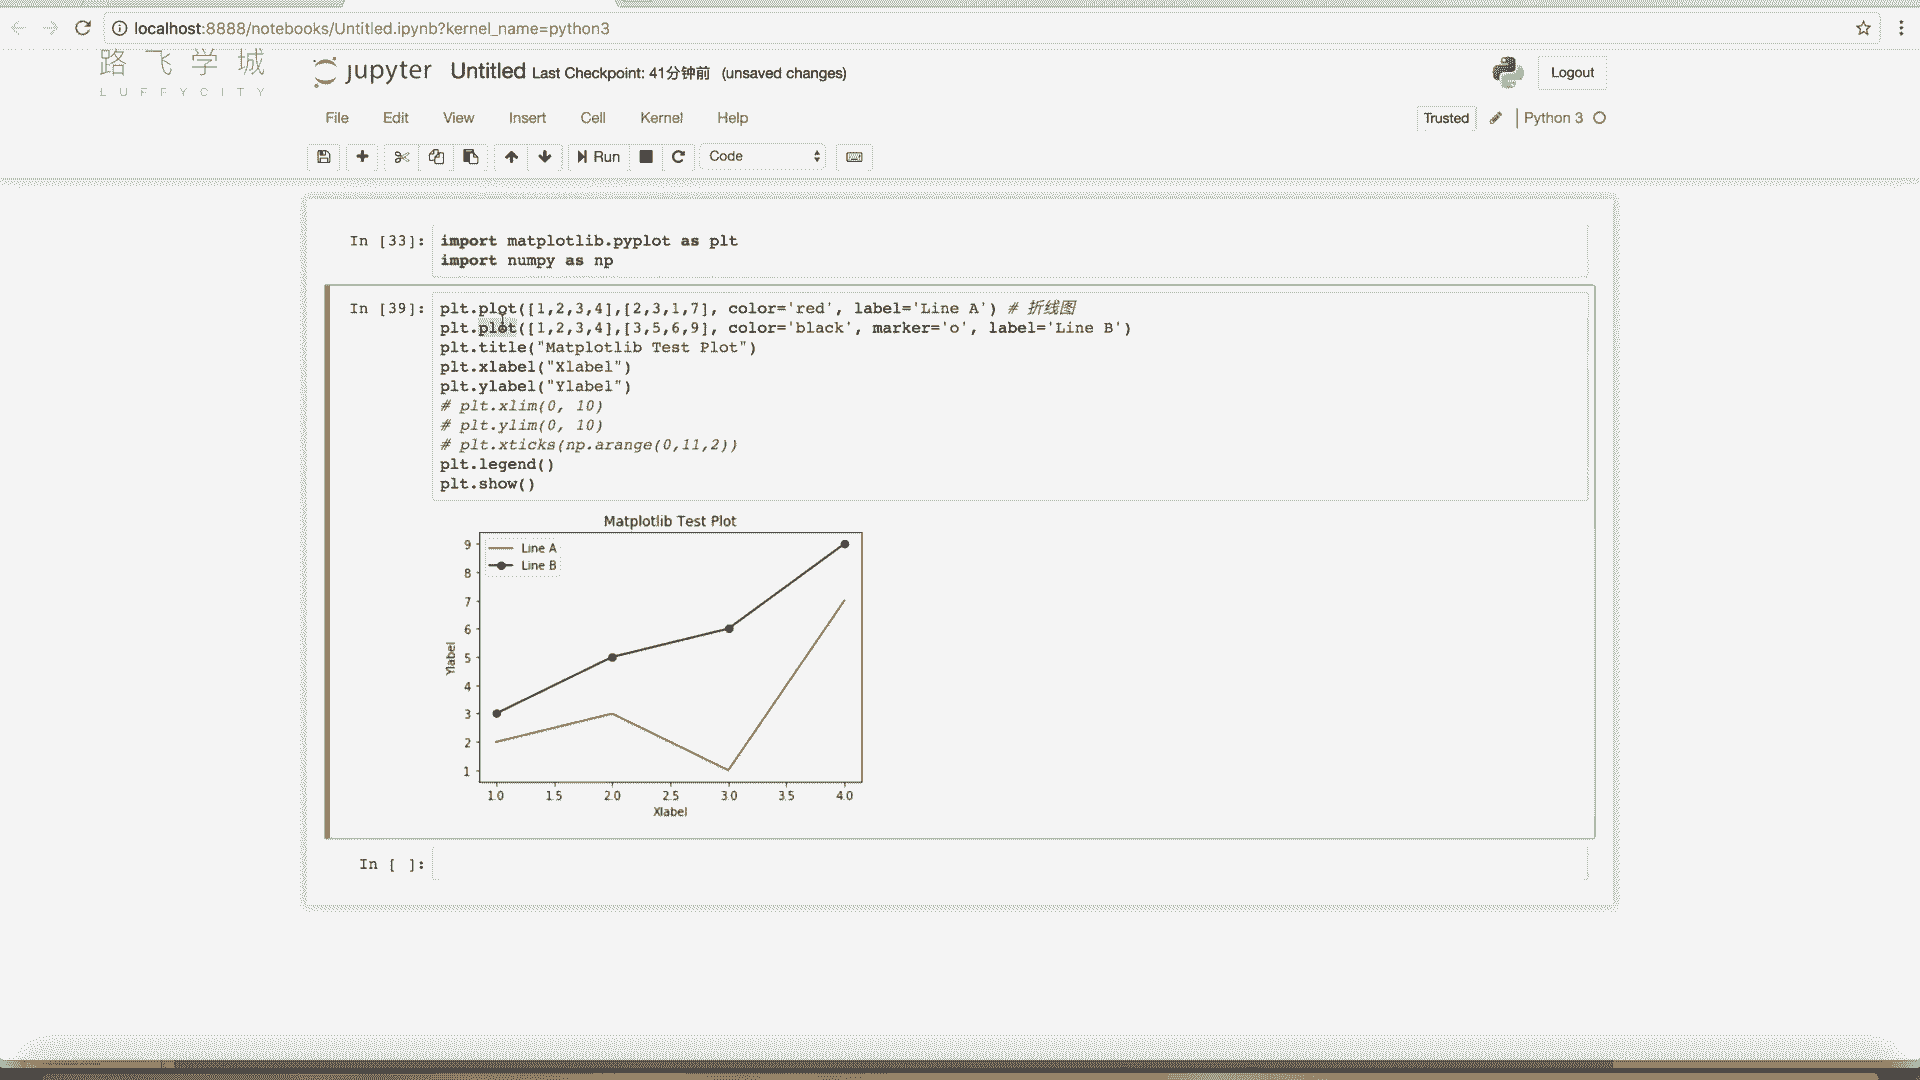 localhost:8888/notebooks/Untitled.ipynb?kernel_name=python3
路飞学城
LUFFYCITY
jupyter Untitled Last Checkpoint: 41分钟前 (unsaved changes)
Logout
File Edit View Insert Cell Kernel Help
Trusted Python 3
Run Code
In [33]: import matplotlib.pyplot as plt
import numpy as np
In [39]: plt.plot([1,2,3,4],[2,3,1,7], color='red', label='Line A') # 折线图
plt.plot([1,2,3,4],[3,5,6,9], color='black', marker='o', label='Line B')
plt.title("Matplotlib Test Plot")
plt.xlabel("Xlabel")
plt.ylabel("Ylabel")
# plt.xlim(0, 10)
# plt.ylim(0, 10)
# plt.xticks(np.arange(0,11,2))
plt.legend()
plt.show()
Matplotlib Test Plot
Line A
Line B
9
8
7
6
5
4
3
2
1
Ylabel
1.0 1.5 2.0 2.5 3.0 3.5 4.0
Xlabel
In [ ]: